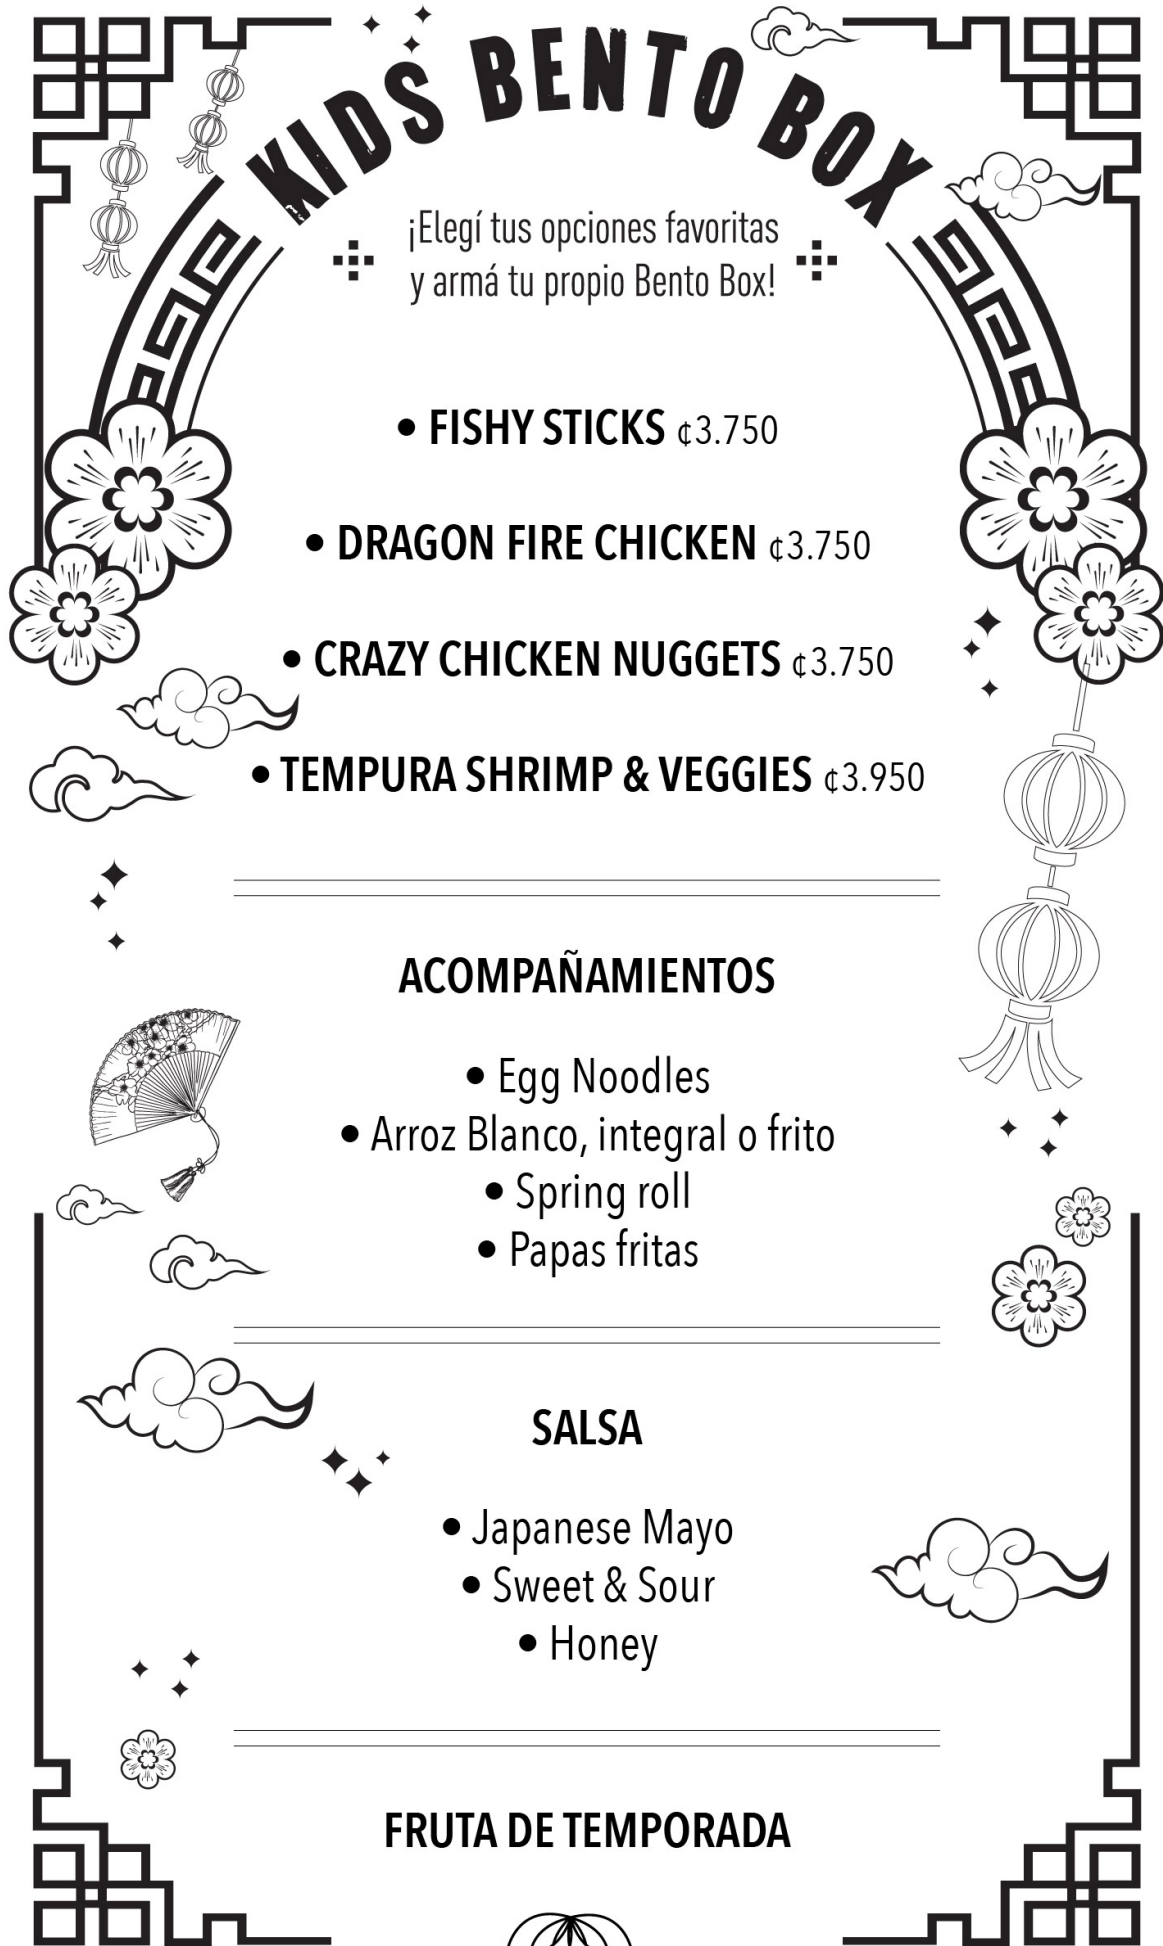 KIDS BENTO BOX
¡Elegí tus opciones favoritas
y armá tu propio Bento Box!
• FISHY STICKS ¢3.750
• DRAGON FIRE CHICKEN ¢3.750
• CRAZY CHICKEN NUGGETS ¢3.750
• TEMPURA SHRIMP & VEGGIES ¢3.950
ACOMPAÑAMIENTOS
• Egg Noodles
• Arroz Blanco, integral o frito
• Spring roll
• Papas fritas
SALSA
• Japanese Mayo
• Sweet & Sour
• Honey
FRUTA DE TEMPORADA